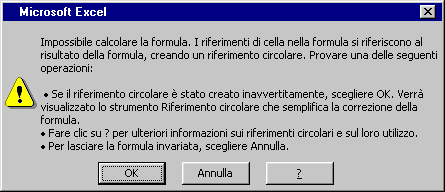 Microsoft Excel
Impossibile calcolare la formula. I riferimenti di cella nella formula si riferiscono al
risultato della formula, creando un riferimento circolare. Provare una delle seguenti
operazioni:
• Se il riferimento circolare è stato creato inavvertitamente, scegliere OK. Verrà
visualizzato lo strumento Riferimento circolare che semplifica la correzione della
formula.
• Fare clic su ? per ulteriori informazioni sui riferimenti circolari e sul loro utilizzo.
• Per lasciare la formula invariata, scegliere Annulla.
OK Annulla ?